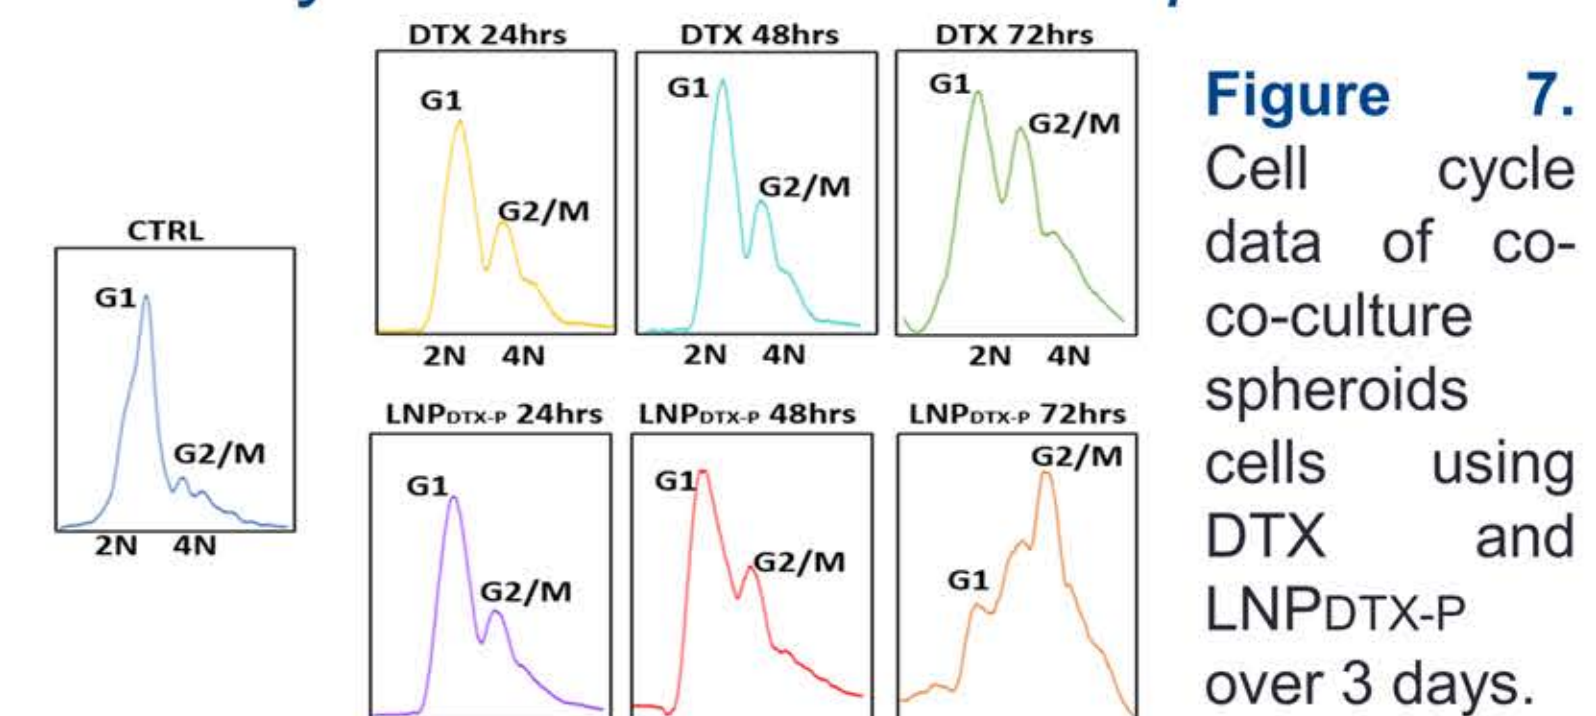 DTX 24hrs
DTX 48hrs
DTX 72hrs
G1
G2/M
G1
G2/M
G1
G2/M
2N 4N
2N 4N
2N 4N
CTRL
G1
G2/M
2N 4N
LNPDTX-P 24hrs
LNPDTX-P 48hrs
LNPDTX-P 72hrs
G1
G2/M
G1
G2/M
G1
G2/M
Figure 7.
Cell cycle
data of co-
co-culture
spheroids
cells using
DTX and
LNPDTX-P
over 3 days.